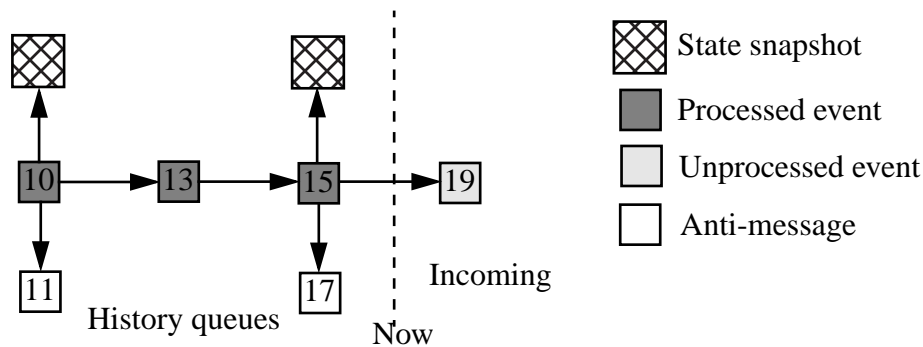 State snapshot
Processed event
10
13
15
19
Unprocessed event
Anti-message
11
17
Incoming
History queues
Now